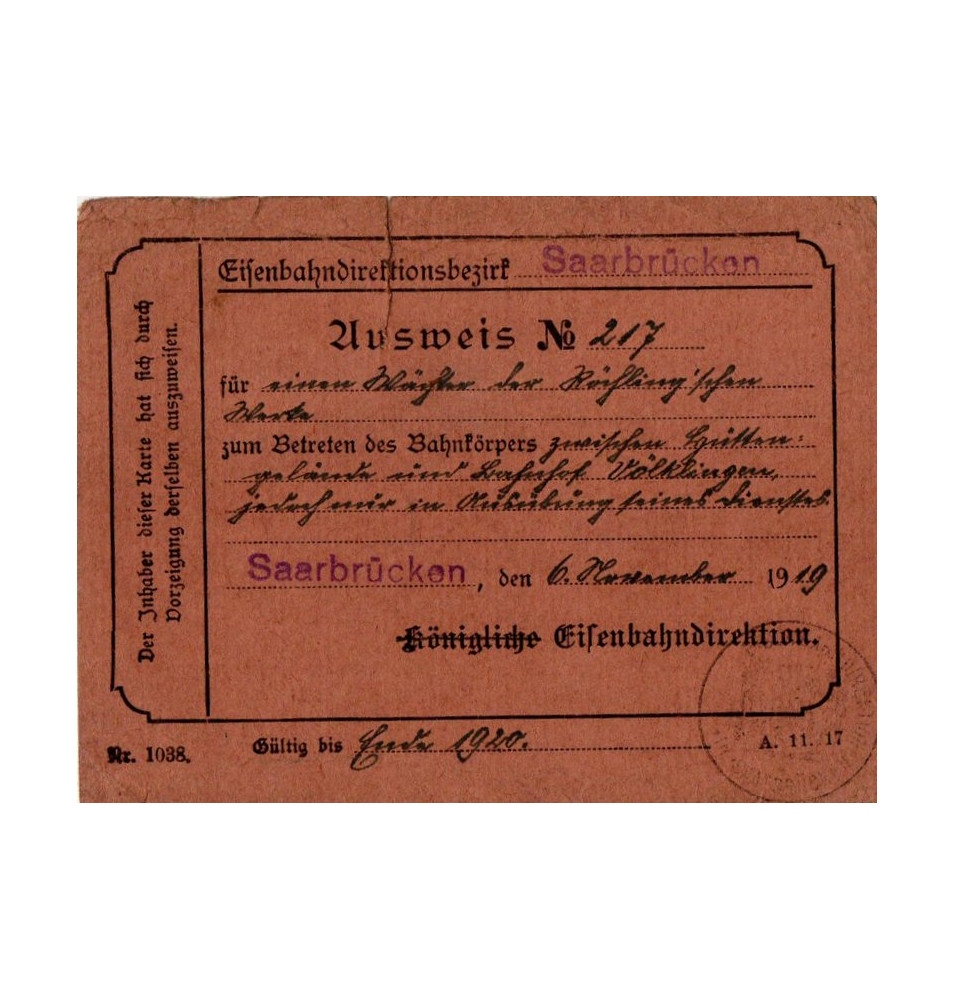 Eisenbahndirektionsbezirk Saarbrücken
Ausweis No 217
für einen Wächter der Röchling'schen
Werke
zum Betreten des Bahnkörpers zwischen Hütten=
gelände und Bahnhof Völklingen,
jedoch nur in Ausübung seines Dienstes.
Saarbrücken, den 6. November 1919
Königliche Eisenbahndirektion.
Der Inhaber dieser Karte hat sich durch
Vorzeigung derselben auszuweisen.
Nr. 1038.
Gültig bis Ende 1920.
A. 11. 17